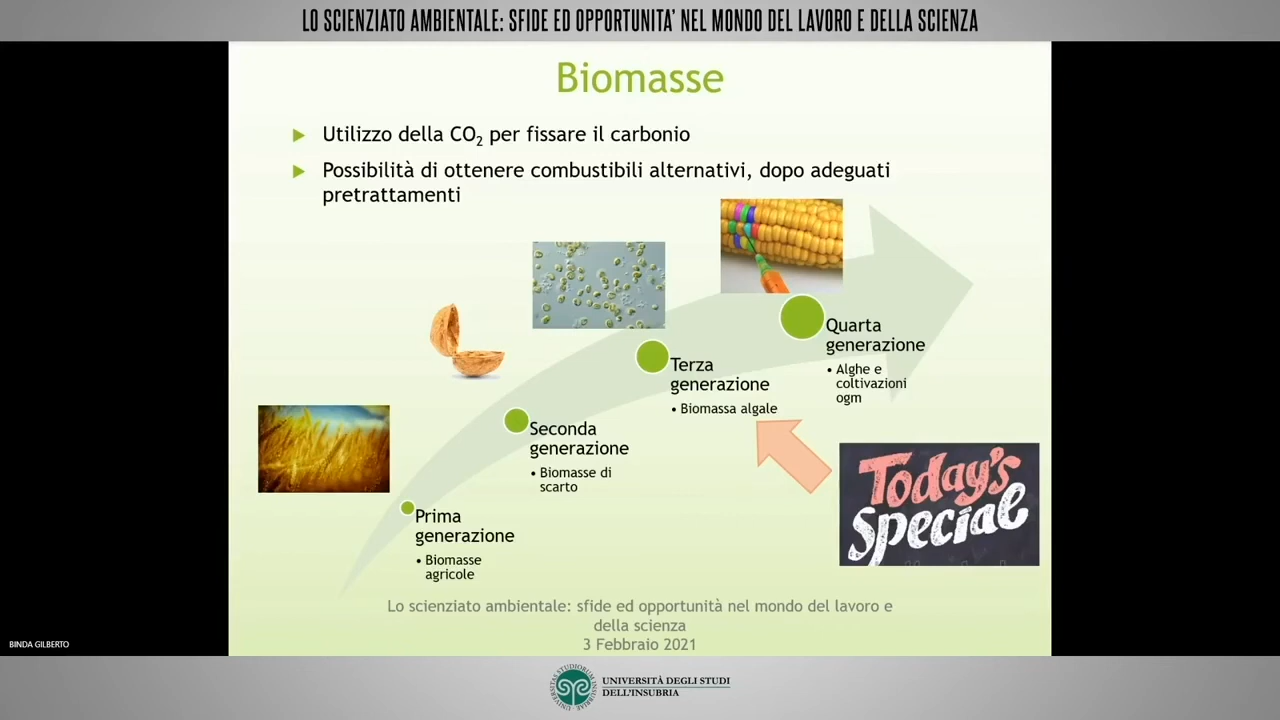 LO SCIENZIATO AMBIENTALE: SFIDE ED OPPORTUNITA' NEL MONDO DEL LAVORO E DELLA SCIENZA
Biomasse
Utilizzo della CO₂ per fissare il carbonio
Possibilità di ottenere combustibili alternativi, dopo adeguati
pretrattamenti
Prima
generazione
• Biomasse
agricole
Seconda
generazione
• Biomasse di
scarto
Terza
generazione
• Biomassa algale
Quarta
generazione
• Alghe e
coltivazioni
ogm
Today's
Special
Lo scienziato ambientale: sfide ed opportunità nel mondo del lavoro e
della scienza
3 Febbraio 2021
BINDA GILBERTO
UNIVERSITÀ DEGLI STUDI
DELL'INSUBRIA